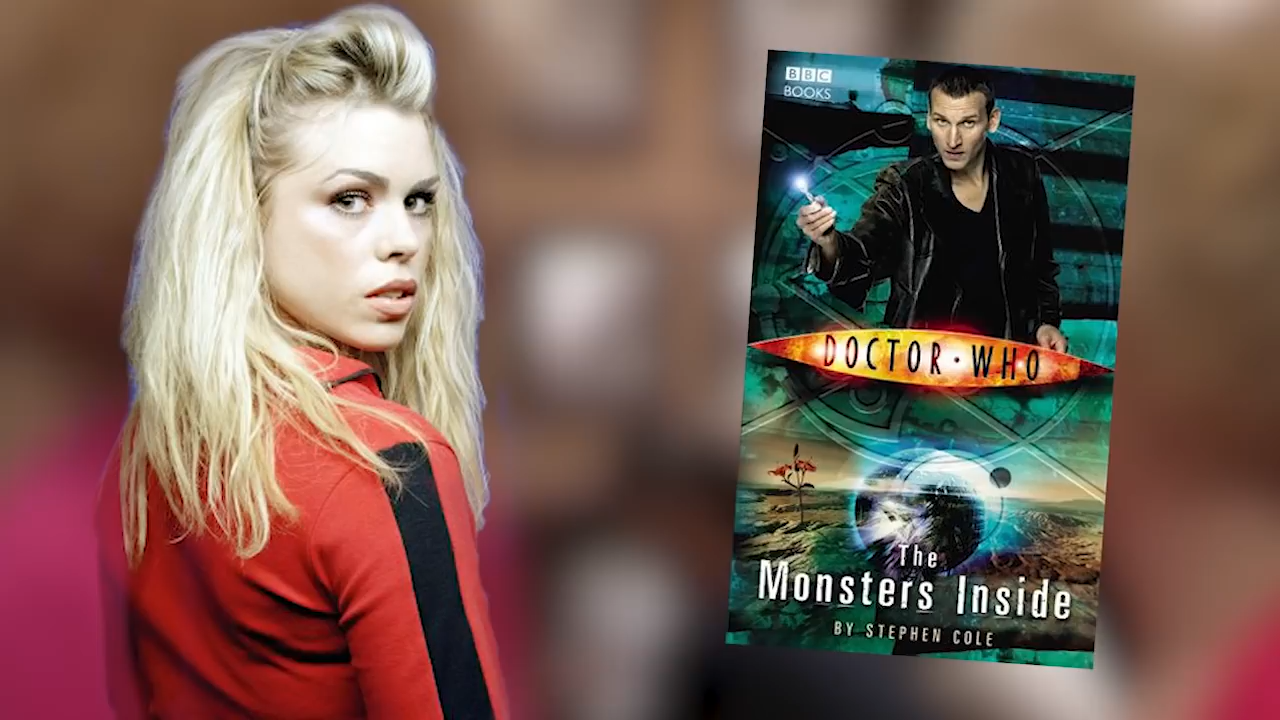 BBC
BOOKS
DOCTOR·WHO
The
Monsters Inside
BY STEPHEN COLE